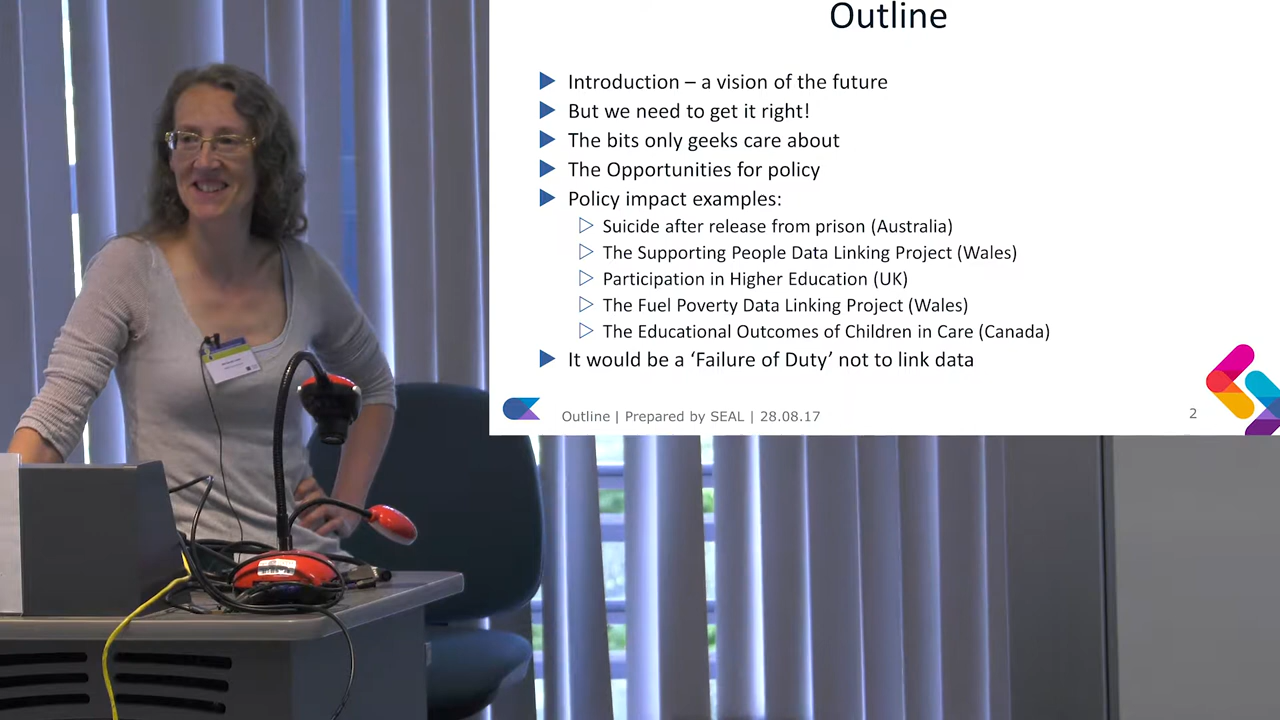 Outline
Introduction – a vision of the future
But we need to get it right!
The bits only geeks care about
The Opportunities for policy
Policy impact examples:
Suicide after release from prison (Australia)
The Supporting People Data Linking Project (Wales)
Participation in Higher Education (UK)
The Fuel Poverty Data Linking Project (Wales)
The Educational Outcomes of Children in Care (Canada)
It would be a ‘Failure of Duty’ not to link data
Outline | Prepared by SEAL | 28.08.17
2